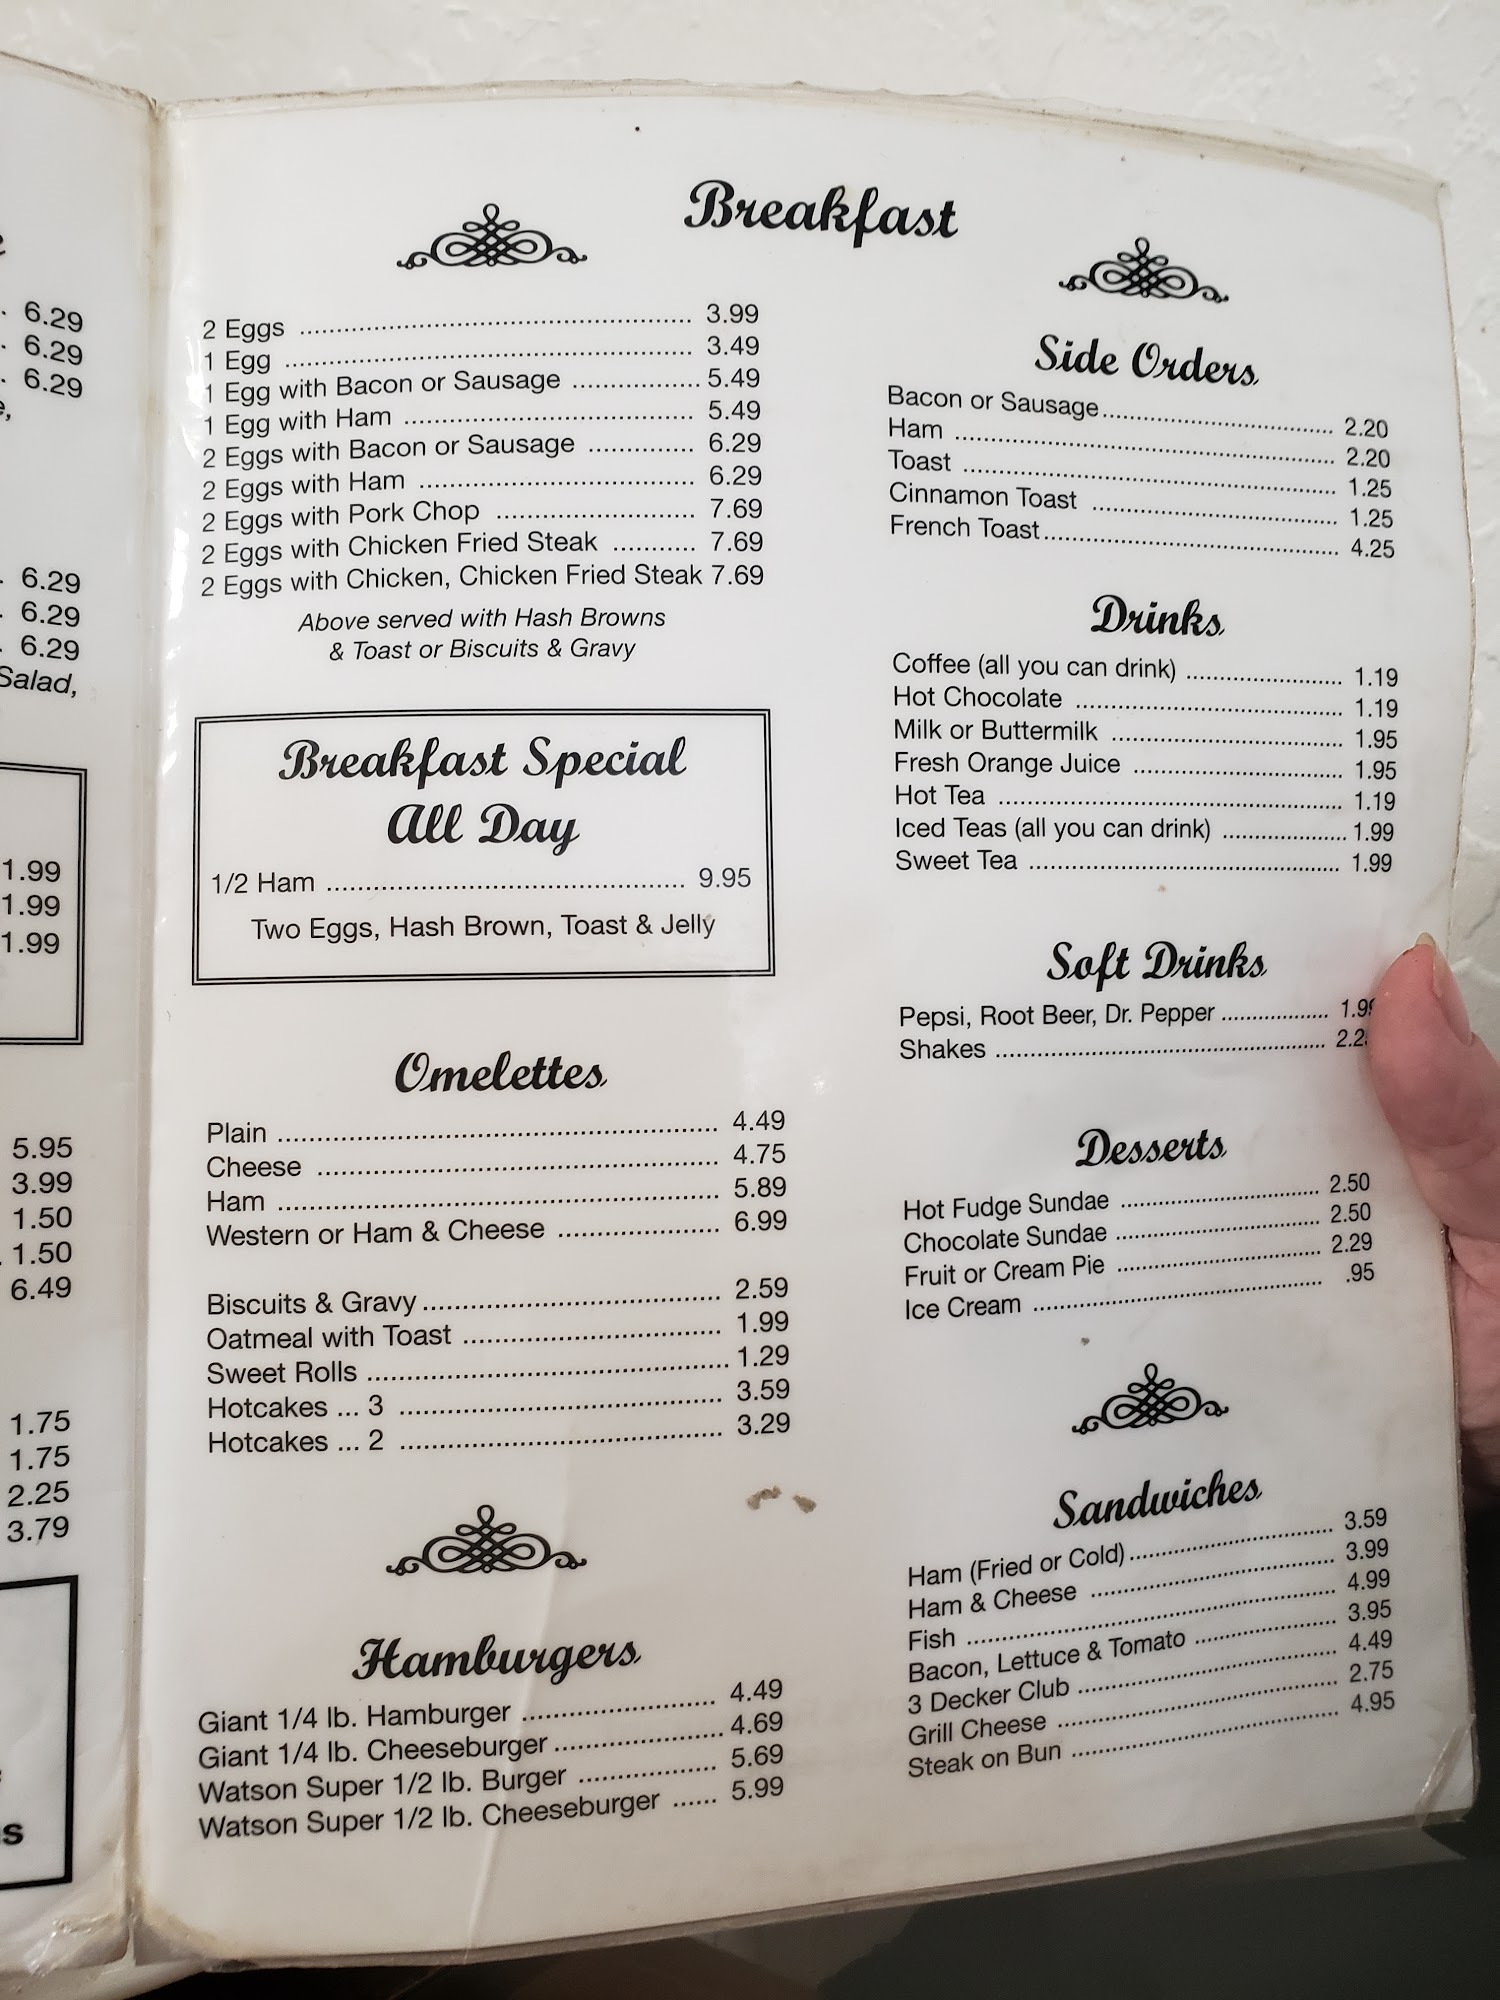 6.29
6.29
6.29
6.29
6.29
6.29
Salad,
1.99
1.99
1.99
5.95
3.99
1.50
1.50
6.49
1.75
1.75
2.25
3.79
Breakfast
2 Eggs ........ 3.99
1 Egg ........ 3.49
1 Egg with Bacon or Sausage ........ 5.49
1 Egg with Ham ........ 5.49
2 Eggs with Bacon or Sausage ........ 6.29
2 Eggs with Ham ........ 6.29
2 Eggs with Pork Chop ........ 7.69
2 Eggs with Chicken Fried Steak ........ 7.69
2 Eggs with Chicken, Chicken Fried Steak 7.69
Above served with Hash Browns
& Toast or Biscuits & Gravy
Breakfast Special
All Day
1/2 Ham ........ 9.95
Two Eggs, Hash Brown, Toast & Jelly
Omelettes
Plain ........ 4.49
Cheese ........ 4.75
Ham ........ 5.89
Western or Ham & Cheese ........ 6.99
Biscuits & Gravy ........ 2.59
Oatmeal with Toast ........ 1.99
Sweet Rolls ........ 1.29
Hotcakes ... 3 ........ 3.59
Hotcakes ... 2 ........ 3.29
Hamburgers
Giant 1/4 lb. Hamburger ........ 4.49
Giant 1/4 lb. Cheeseburger ........ 4.69
Watson Super 1/2 lb. Burger ........ 5.69
Watson Super 1/2 lb. Cheeseburger ...... 5.99
Side Orders
Bacon or Sausage ........ 2.20
Ham ........ 2.20
Toast ........ 1.25
Cinnamon Toast ........ 1.25
French Toast ........ 4.25
Drinks
Coffee (all you can drink) ........ 1.19
Hot Chocolate ........ 1.19
Milk or Buttermilk ........ 1.95
Fresh Orange Juice ........ 1.95
Hot Tea ........ 1.19
Iced Teas (all you can drink) ........ 1.99
Sweet Tea ........ 1.99
Soft Drinks
Pepsi, Root Beer, Dr. Pepper ........ 1.99
Shakes ........
Desserts
Hot Fudge Sundae ........ 2.50
Chocolate Sundae ........ 2.50
Fruit or Cream Pie ........ 2.29
Ice Cream ........ .95
Sandwiches
Ham (Fried or Cold) ........ 3.59
Ham & Cheese ........ 3.99
Fish ........ 4.99
Bacon, Lettuce & Tomato ........ 3.95
3 Decker Club ........ 4.49
Grill Cheese ........ 2.75
Steak on Bun ........ 4.95